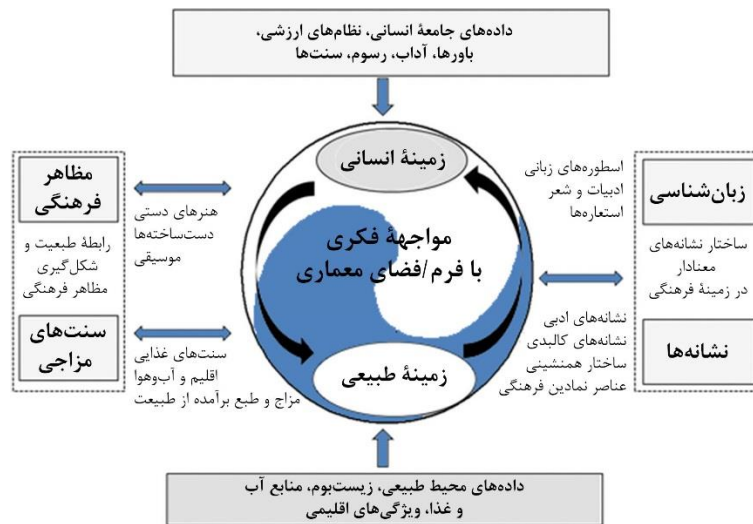 داده‌های جامعهٔ انسانی، نظام‌های ارزشی،
باورها، آداب، رسوم، سنت‌ها
زمینهٔ انسانی
اسطوره‌های زبانی
ادبیات و شعر
استعاره‌ها
زبان‌شناسی
ساختار نشانه‌های
معنادار
در زمینهٔ فرهنگی
نشانه‌ها
نشانه‌های ادبی
نشانه‌های کالبدی
ساختار همنشینی
عناصر نمادین فرهنگی
مواجههٔ فکری
با فرم/فضای معماری
مظاهر
فرهنگی
هنرهای دستی
دست‌ساخته‌ها
موسیقی
رابطهٔ طبیعت و
شکل‌گیری
مظاهر فرهنگی
سنت‌های
مزاجی
سنت‌های غذایی
اقلیم و آب‌وهوا
مزاج و طبع برآمده از طبیعت
زمینهٔ طبیعی
داده‌های محیط طبیعی، زیست‌بوم، منابع آب
و غذا، ویژگی‌های اقلیمی